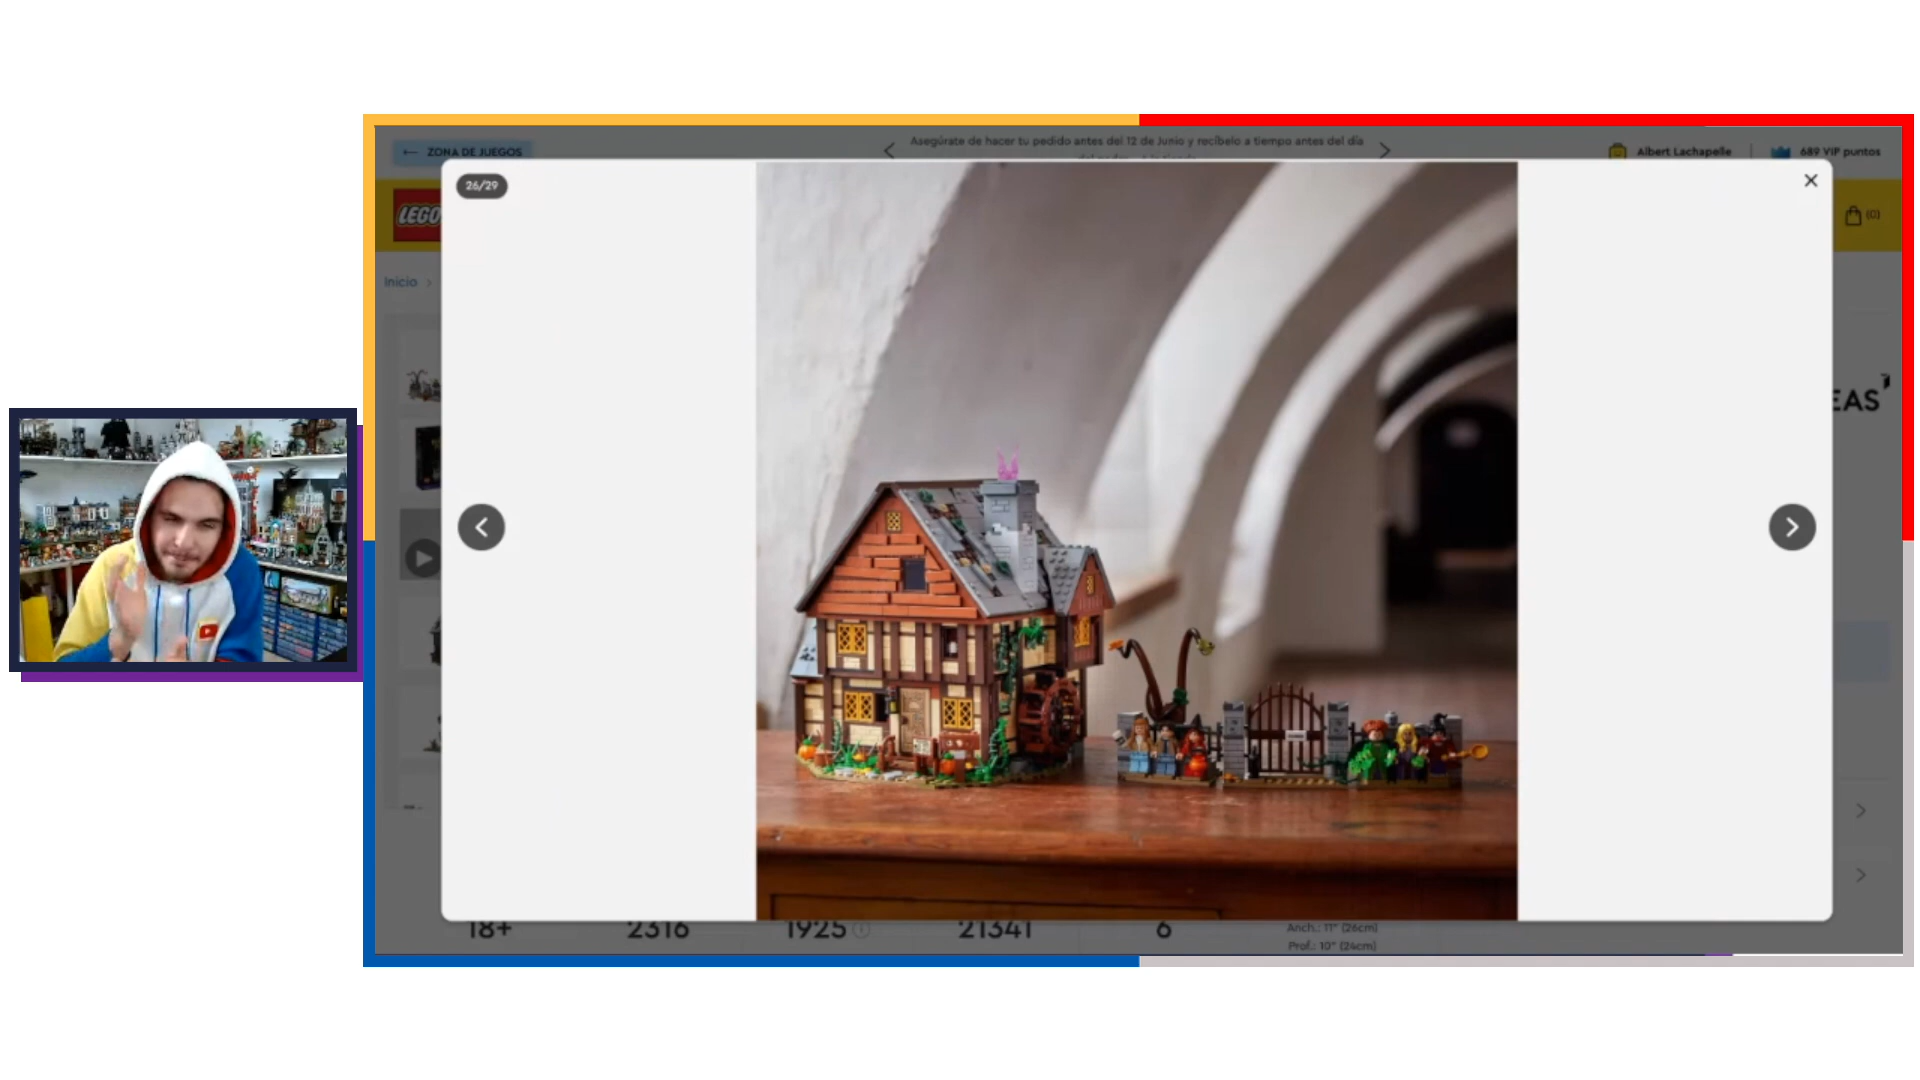 ← ZONA DE JUEGOS
Asegúrate de hacer tu pedido antes del 12 de Junio y recíbelo a tiempo antes del día
Albert Lachapelle
689 VIP puntos
26/29
LEGO
(0)
Inicio >
EAS
18+
2316
1925
21341
6
Anch.: 11" (26cm)
Prof.: 10" (24cm)